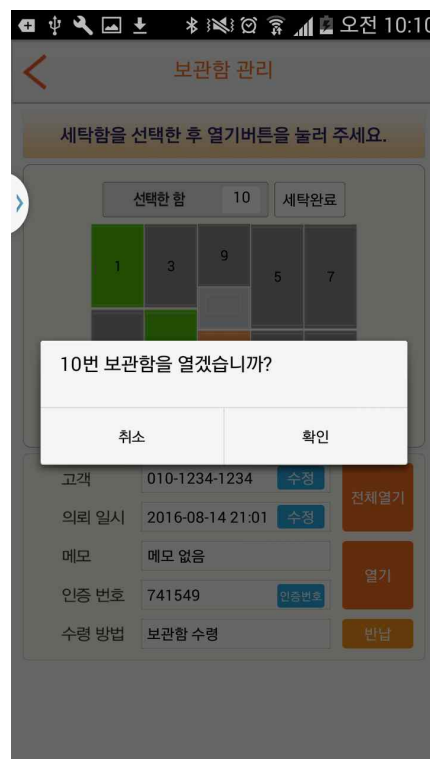 오전 10:10
보관함 관리
세탁함을 선택한 후 열기버튼을 눌러 주세요.
선택한 함 10 세탁완료
1 3 9 5 7
10번 보관함을 열겠습니까?
취소 확인
고객 010-1234-1234 수정
전체열기
의뢰 일시 2016-08-14 21:01 수정
메모 메모 없음
열기
인증 번호 741549 인증번호
수령 방법 보관함 수령 반납